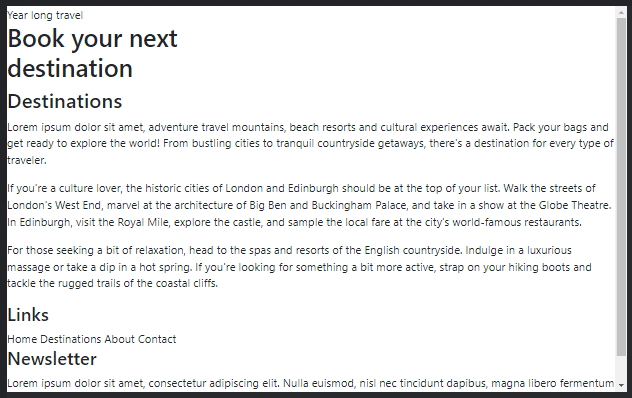 Year long travel
Book your next
destination
Destinations
Lorem ipsum dolor sit amet, adventure travel mountains, beach resorts and cultural experiences await. Pack your bags and
get ready to explore the world! From bustling cities to tranquil countryside getaways, there's a destination for every type of
traveler.
If you're a culture lover, the historic cities of London and Edinburgh should be at the top of your list. Walk the streets of
London's West End, marvel at the architecture of Big Ben and Buckingham Palace, and take in a show at the Globe Theatre.
In Edinburgh, visit the Royal Mile, explore the castle, and sample the local fare at the city's world-famous restaurants.
For those seeking a bit of relaxation, head to the spas and resorts of the English countryside. Indulge in a luxurious
massage or take a dip in a hot spring. If you're looking for something a bit more active, strap on your hiking boots and
tackle the rugged trails of the coastal cliffs.
Links
Home Destinations About Contact
Newsletter
Lorem ipsum dolor sit amet, consectetur adipiscing elit. Nulla euismod, nisl nec tincidunt dapibus, magna libero fermentum